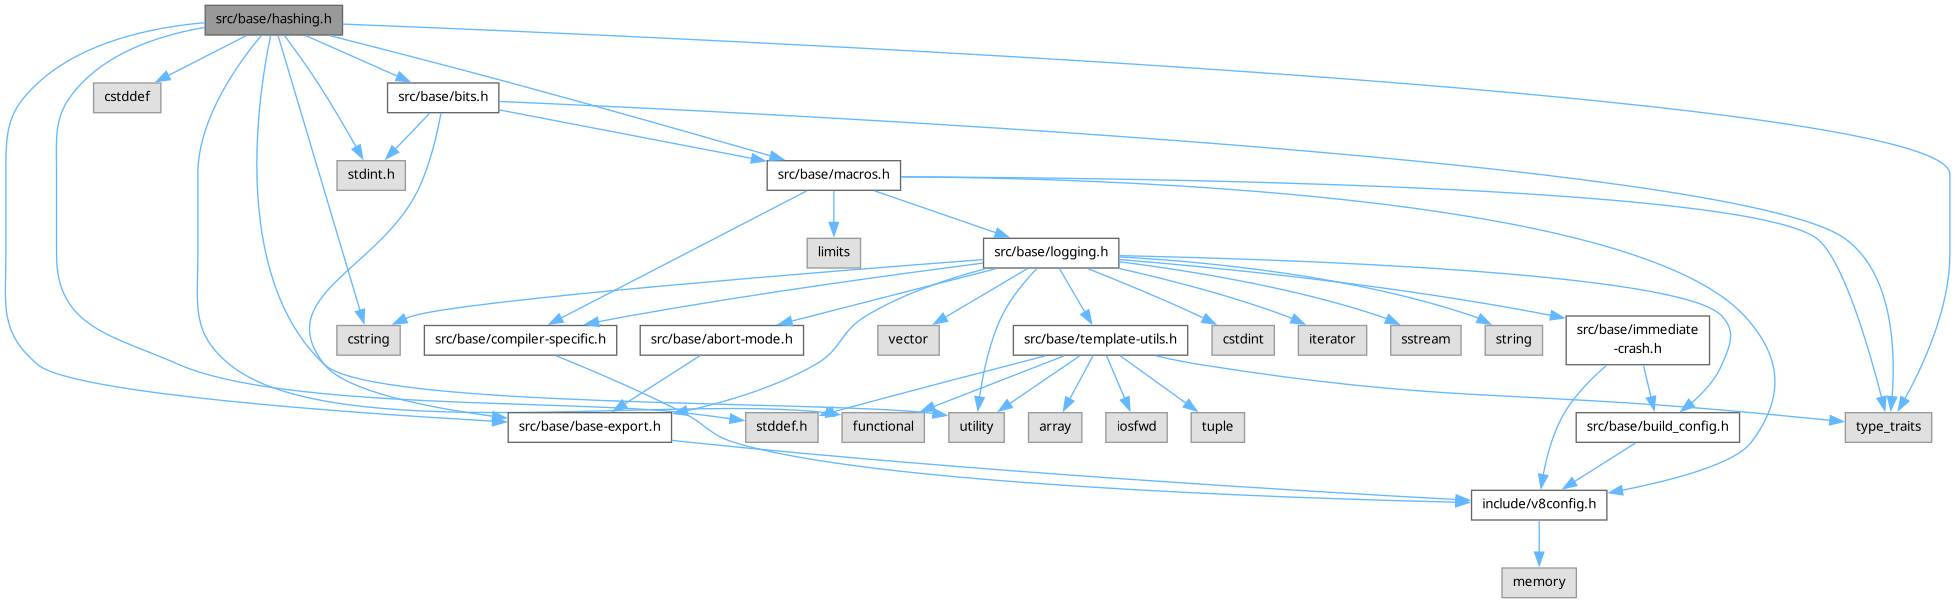 src/base/hashing.h
cstddef
src/base/bits.h
stdint.h
src/base/macros.h
limits
src/base/logging.h
cstring
src/base/compiler-specific.h
src/base/abort-mode.h
vector
src/base/template-utils.h
cstdint
iterator
sstream
string
src/base/immediate
-crash.h
src/base/base-export.h
stddef.h
functional
utility
array
iosfwd
tuple
src/base/build_config.h
type_traits
include/v8config.h
memory